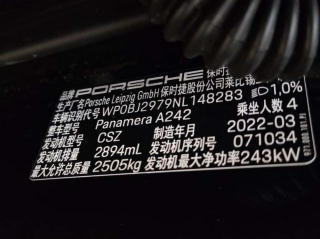 品牌 PORSCHE 保时捷
生产厂名 Porsche Leipzig GmbH 保时捷股份公司莱比锡
车辆识别代号 WP0BJ2979NL148283 1,0%
整车型号 Panamera A242 乘坐人数 4
发动机型号 CSZ 制造年月 2022-03
发动机排量 2894mL 发动机序列号 071034
最大允许总质量 2505kg 发动机最大净功率 243kW